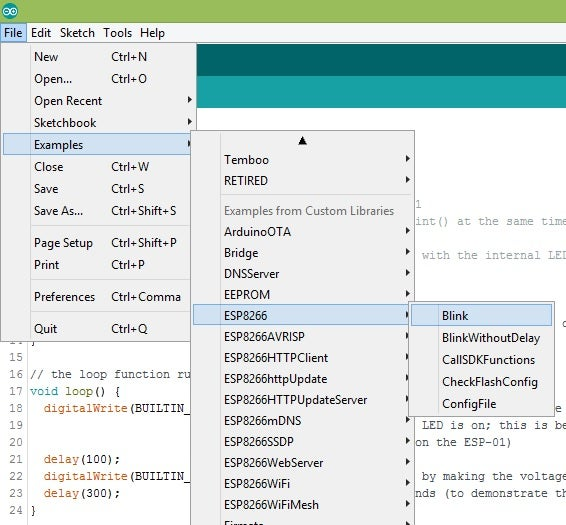 File Edit Sketch Tools Help
New Ctrl+N
Open... Ctrl+O
Open Recent
Sketchbook
Examples
Close Ctrl+W
Save Ctrl+S
Save As... Ctrl+Shift+S
Page Setup Ctrl+Shift+P
Print Ctrl+P
Preferences Ctrl+Comma
Quit Ctrl+Q
Temboo
RETIRED
Examples from Custom Libraries
ArduinoOTA
Bridge
DNSServer
EEPROM
ESP8266
ESP8266AVRISP
ESP8266HTTPClient
ESP8266httpUpdate
ESP8266HTTPUpdateServer
ESP8266mDNS
ESP8266SSDP
ESP8266WebServer
ESP8266WiFi
ESP8266WiFiMesh
Blink
BlinkWithoutDelay
CallSDKFunctions
CheckFlashConfig
ConfigFile
1
int() at the same time
with the internal LED
15
16 // the loop function ru
17 void loop() {
18 digitalWrite(BUILTIN_
19 LED is on; this is be
20 on the ESP-01)
21 delay(100);
22 digitalWrite(BUILTIN_ by making the voltage
23 delay(300); nds (to demonstrate th
24 }